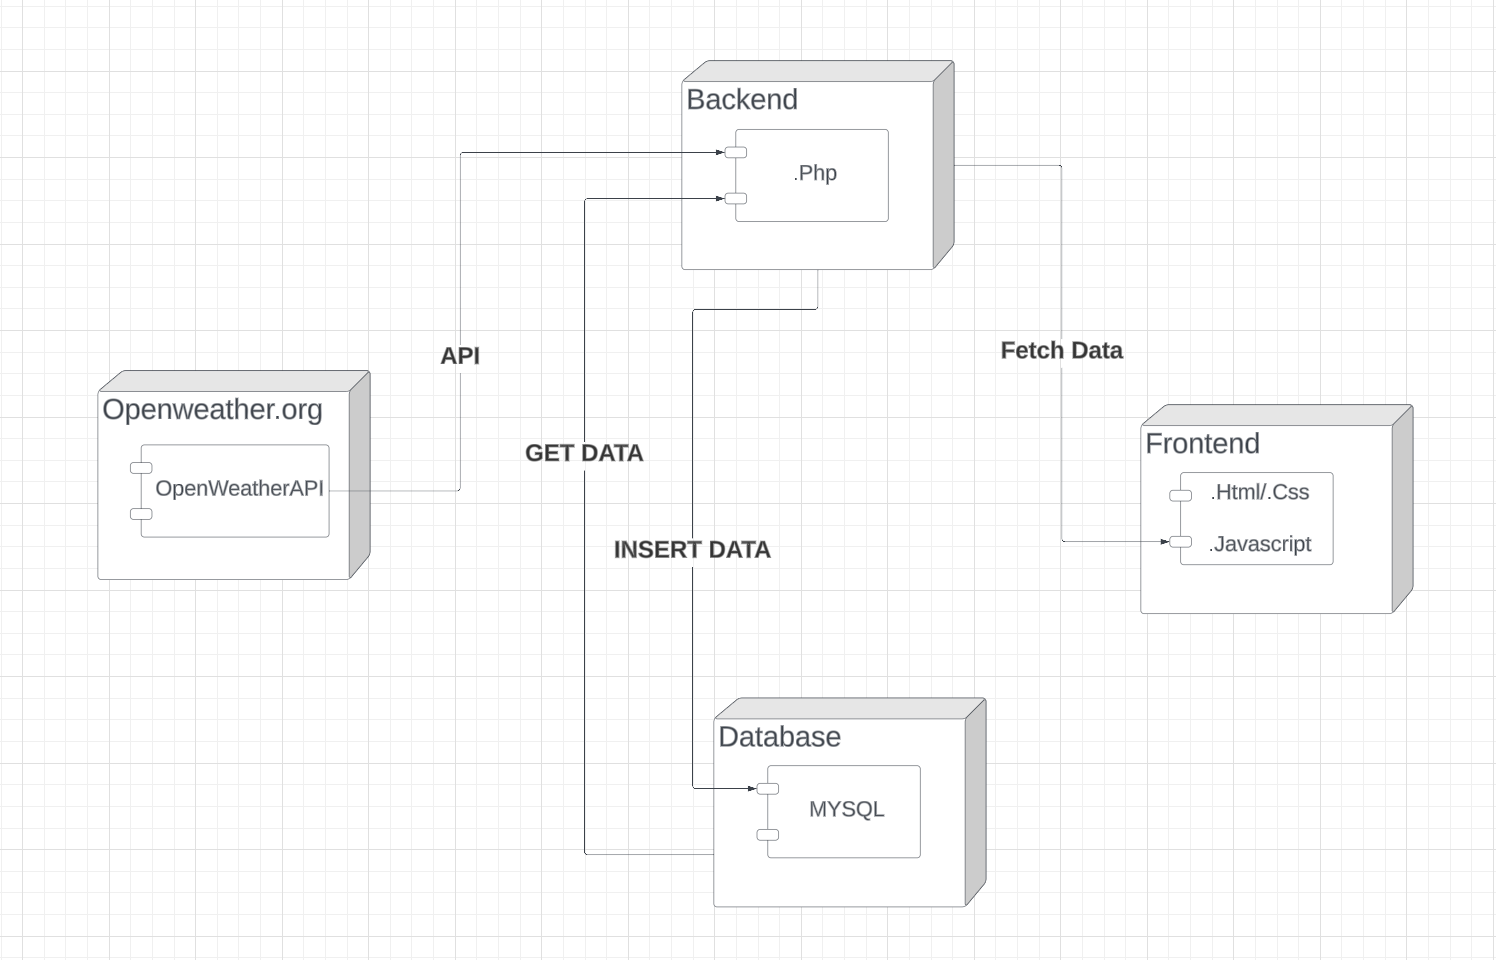 Backend
.Php
API
Fetch Data
Openweather.org
OpenWeatherAPI
GET DATA
INSERT DATA
Frontend
.Html/.Css
.Javascript
Database
MYSQL